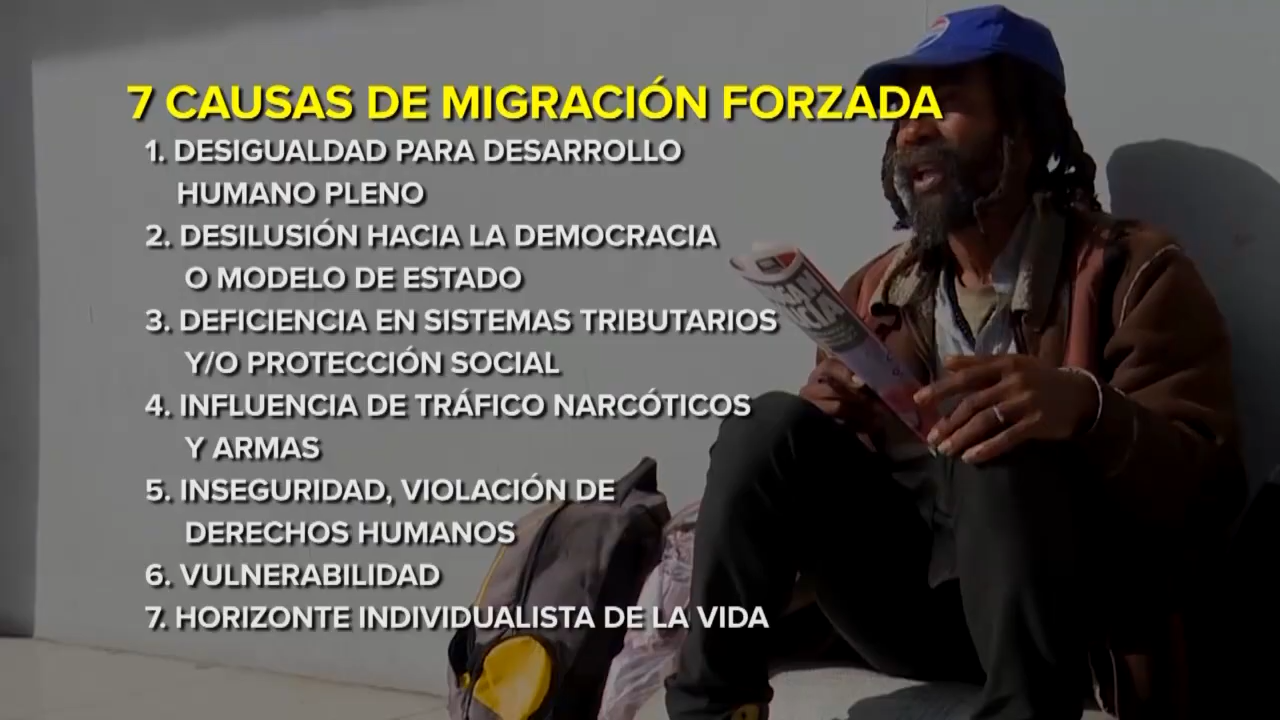 7 CAUSAS DE MIGRACIÓN FORZADA
1. DESIGUALDAD PARA DESARROLLO
HUMANO PLENO
2. DESILUSIÓN HACIA LA DEMOCRACIA
O MODELO DE ESTADO
3. DEFICIENCIA EN SISTEMAS TRIBUTARIOS
Y/O PROTECCIÓN SOCIAL
4. INFLUENCIA DE TRÁFICO NARCÓTICOS
Y ARMAS
5. INSEGURIDAD, VIOLACIÓN DE
DERECHOS HUMANOS
6. VULNERABILIDAD
7. HORIZONTE INDIVIDUALISTA DE LA VIDA